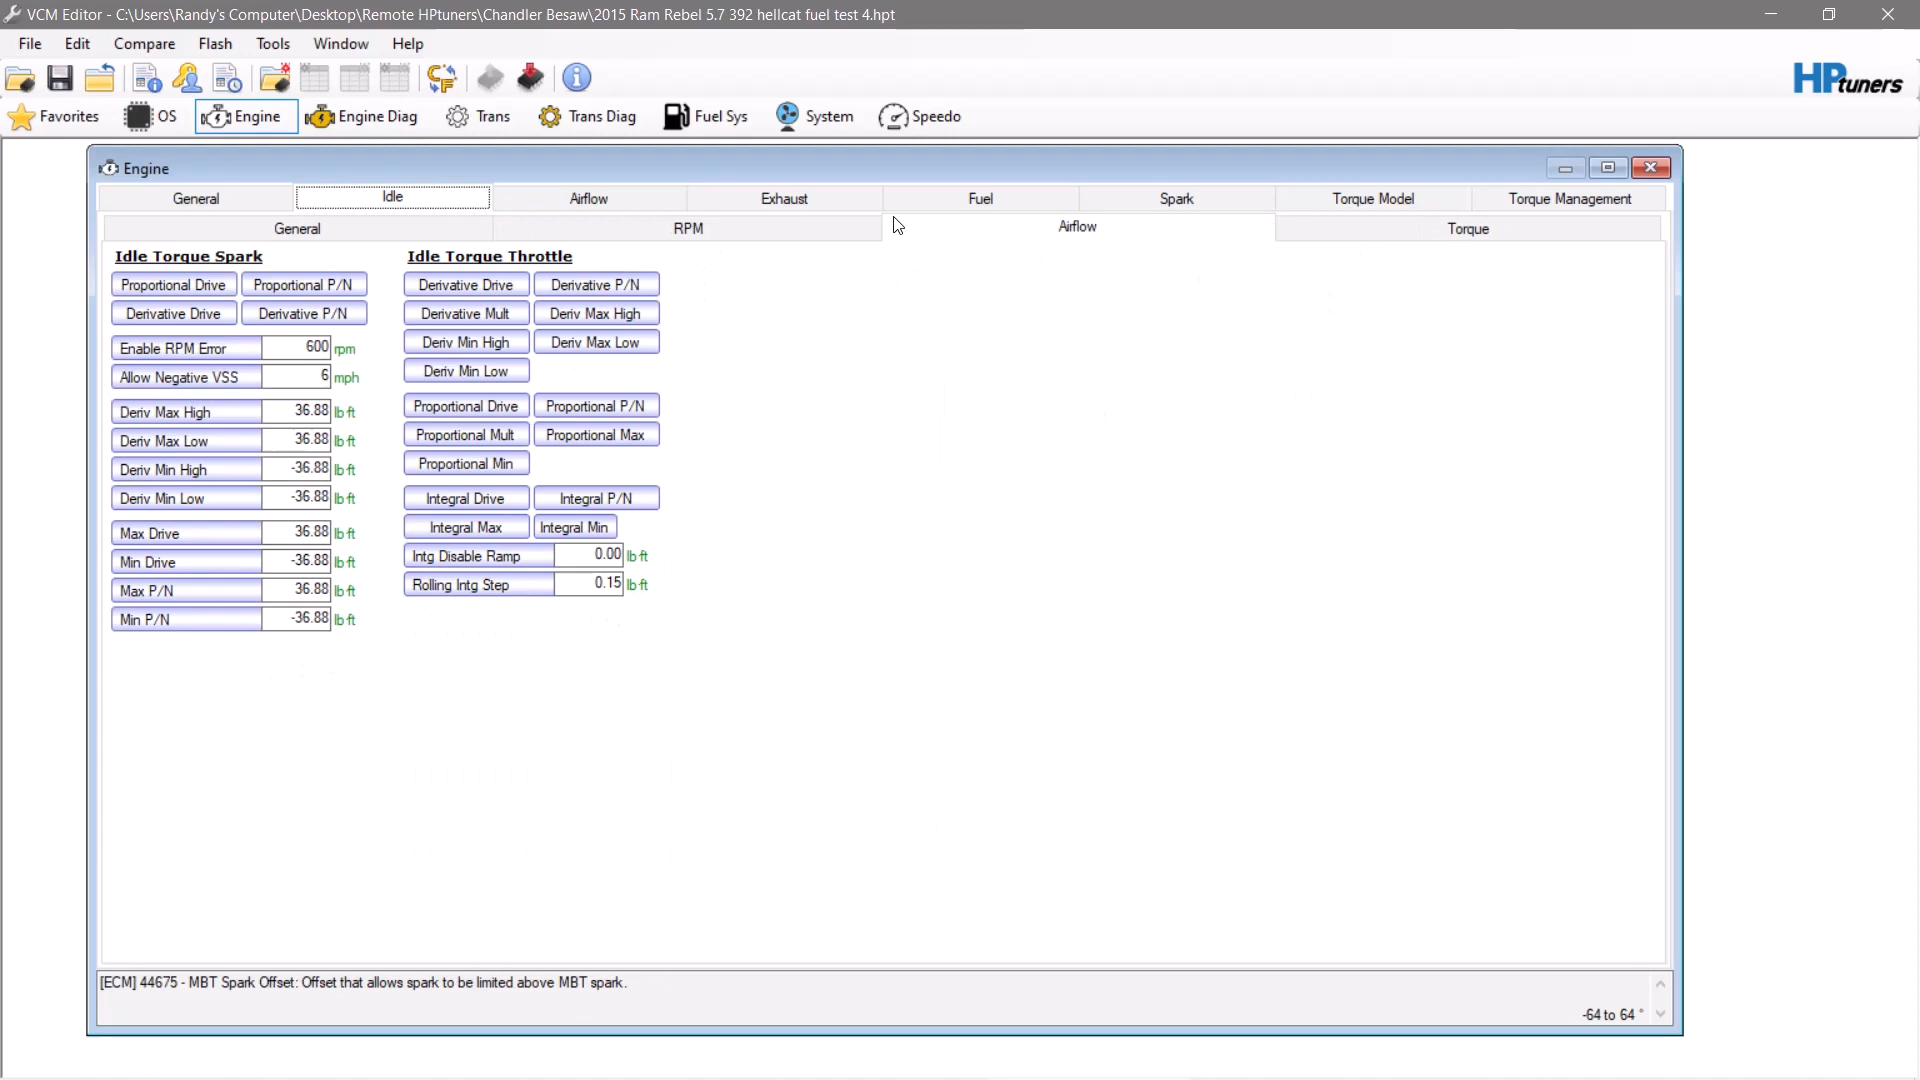 VCM Editor - C:\Users\Randy's Computer\Desktop\Remote HPtuners\Chandler Besaw\2015 Ram Rebel 5.7 392 hellcat fuel test 4.hpt
File Edit Compare Flash Tools Window Help
HPtuners
Favorites OS Engine Engine Diag Trans Trans Diag Fuel Sys System Speedo
Engine
General Idle Airflow Exhaust Fuel Spark Torque Model Torque Management
General RPM Airflow Torque
Idle Torque Spark
Proportional Drive Proportional P/N
Derivative Drive Derivative P/N
Enable RPM Error 600 rpm
Allow Negative VSS 6 mph
Deriv Max High 36.88 lb·ft
Deriv Max Low 36.88 lb·ft
Deriv Min High -36.88 lb·ft
Deriv Min Low -36.88 lb·ft
Max Drive 36.88 lb·ft
Min Drive -36.88 lb·ft
Max P/N 36.88 lb·ft
Min P/N -36.88 lb·ft
Idle Torque Throttle
Derivative Drive Derivative P/N
Derivative Mult Deriv Max High
Deriv Min High Deriv Max Low
Deriv Min Low
Proportional Drive Proportional P/N
Proportional Mult Proportional Max
Proportional Min
Integral Drive Integral P/N
Integral Max Integral Min
Intg Disable Ramp 0.00 lb·ft
Rolling Intg Step 0.15 lb·ft
[ECM] 44675 - MBT Spark Offset: Offset that allows spark to be limited above MBT spark.
-64 to 64 °